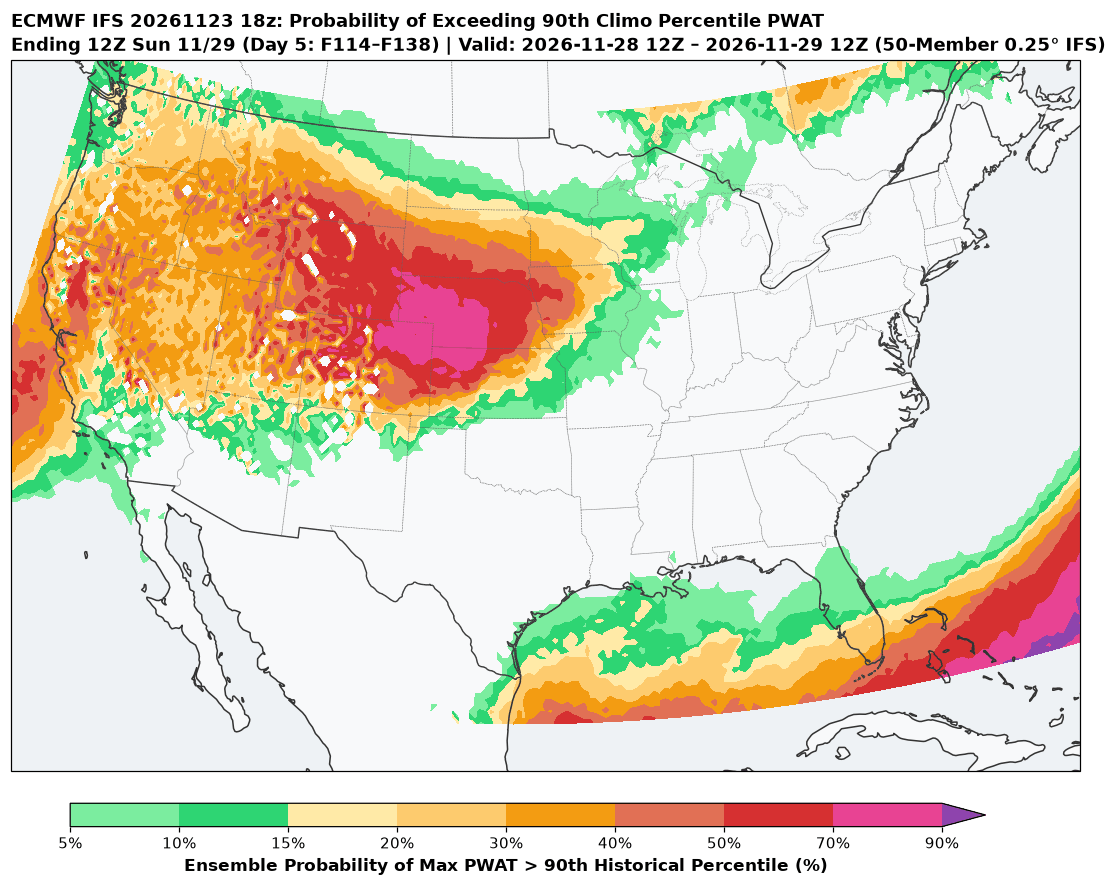 ECMWF IFS 20261123 18z: Probability of Exceeding 90th Climo Percentile PWAT
Ending 12Z Sun 11/29 (Day 5: F114–F138) | Valid: 2026-11-28 12Z – 2026-11-29 12Z (50-Member 0.25° IFS)
5% 10% 15% 20% 30% 40% 50% 70% 90%
Ensemble Probability of Max PWAT > 90th Historical Percentile (%)